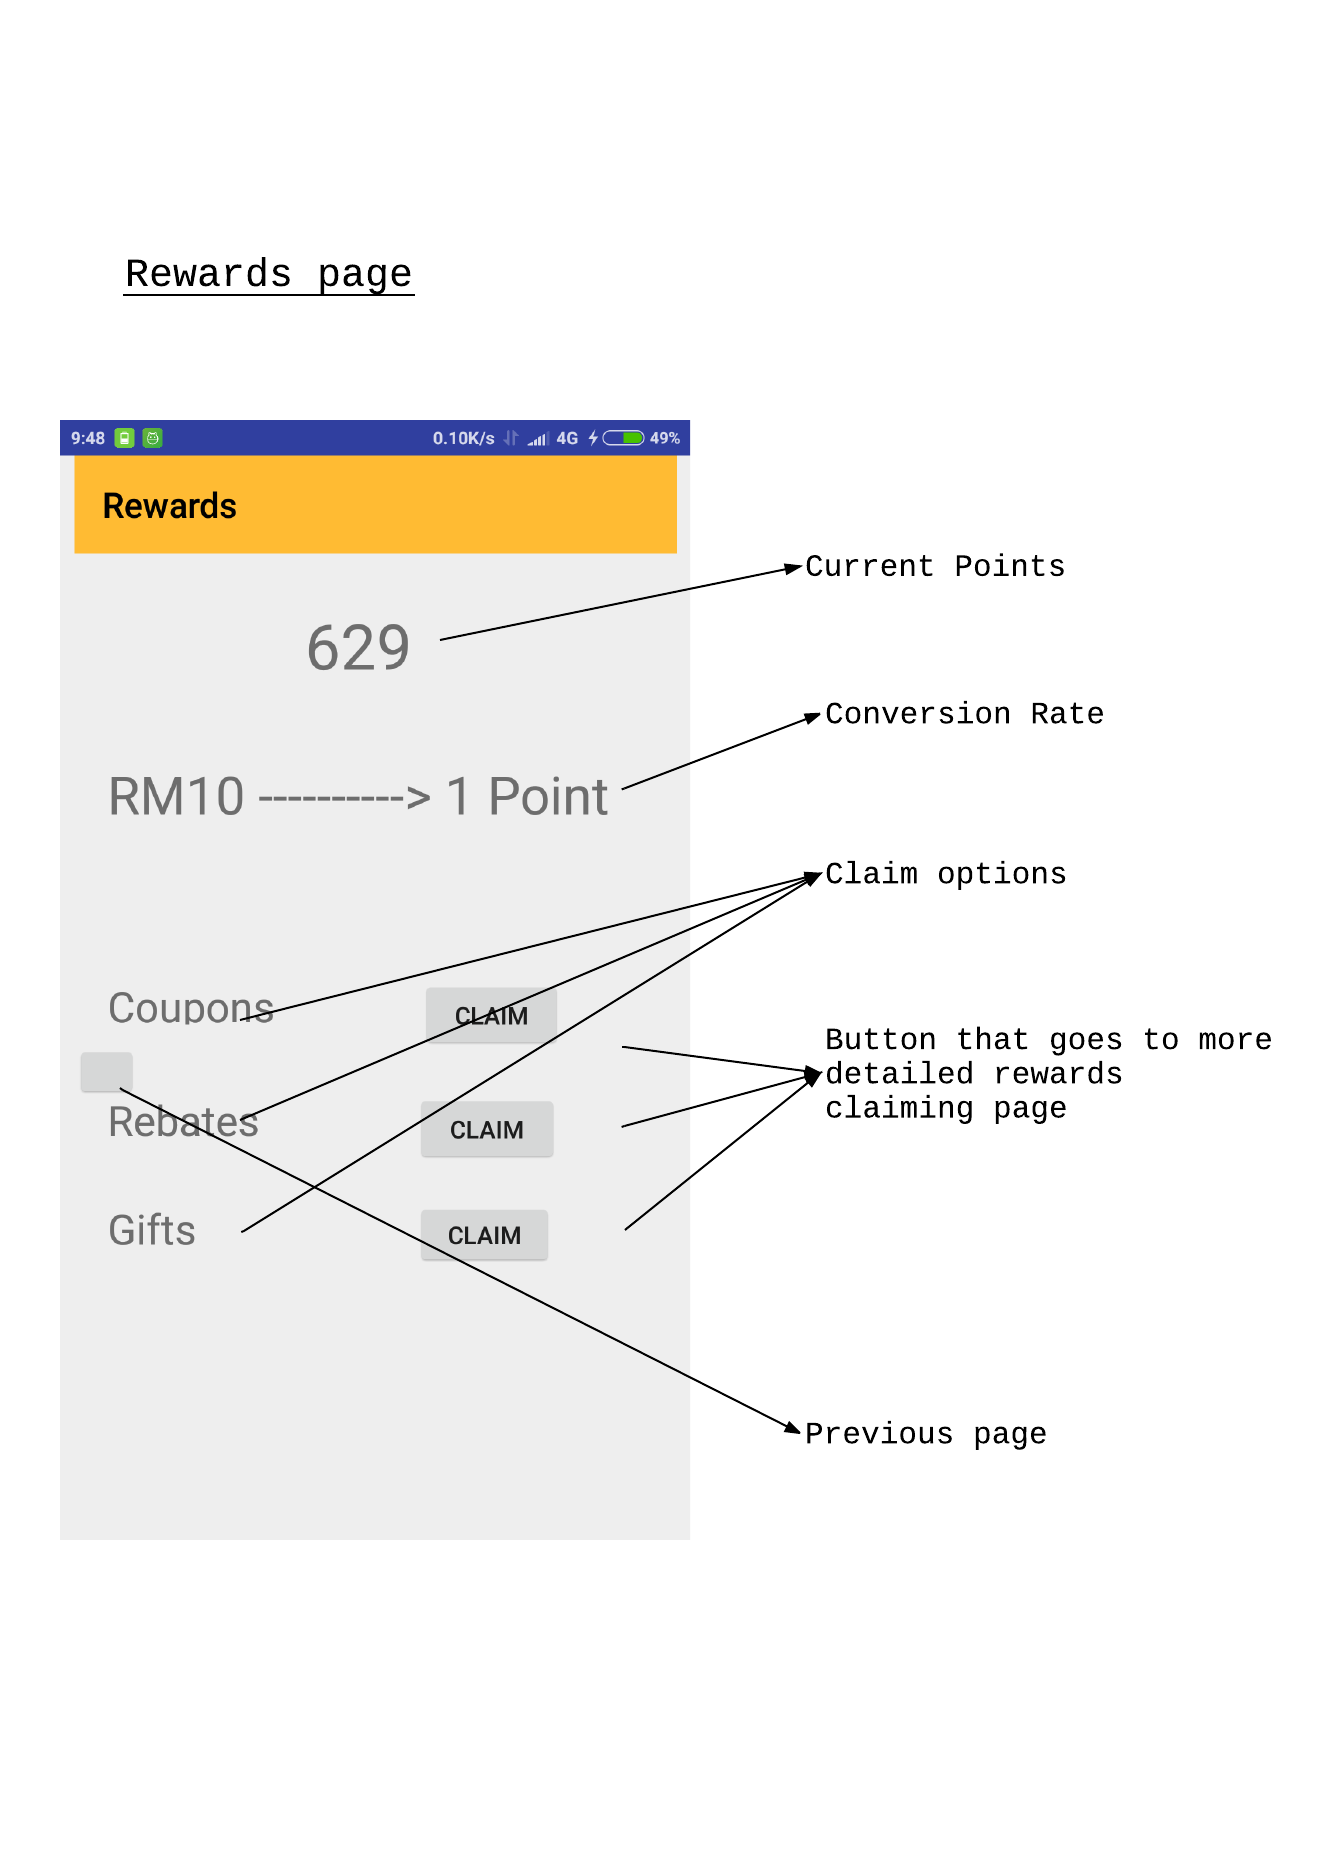 Rewards page
9:48 0.10K/s 4G 49%
Rewards
Current Points
629
Conversion Rate
RM10 ----------> 1 Point
Claim options
Coupons CLAIM
Button that goes to more
detailed rewards
claiming page
Rebates CLAIM
Gifts CLAIM
Previous page